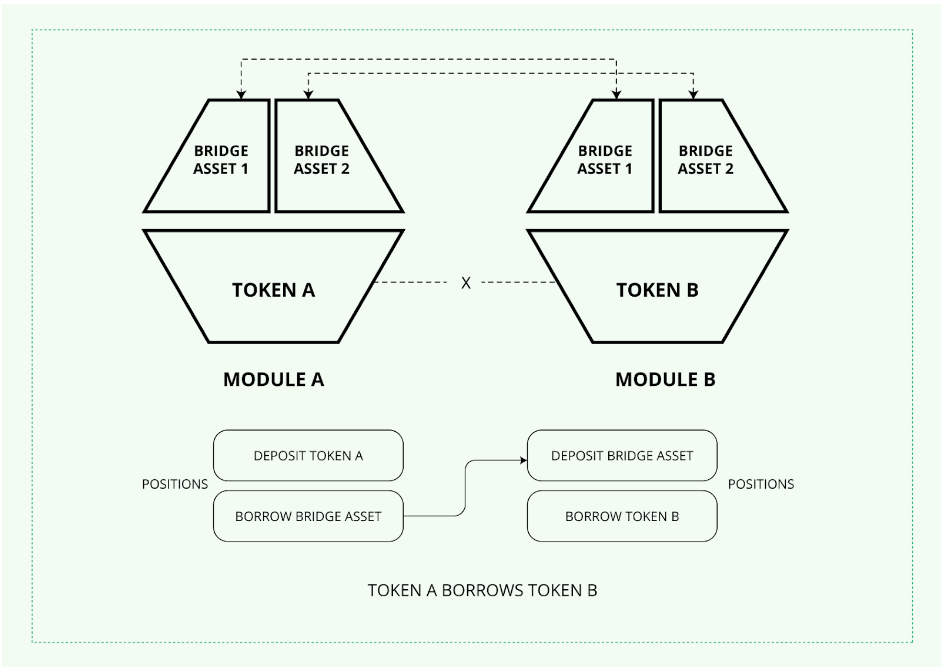 BRIDGE
ASSET 1
BRIDGE
ASSET 2
BRIDGE
ASSET 1
BRIDGE
ASSET 2
TOKEN A
X
TOKEN B
MODULE A
MODULE B
DEPOSIT TOKEN A
DEPOSIT BRIDGE ASSET
POSITIONS
POSITIONS
BORROW BRIDGE ASSET
BORROW TOKEN B
TOKEN A BORROWS TOKEN B